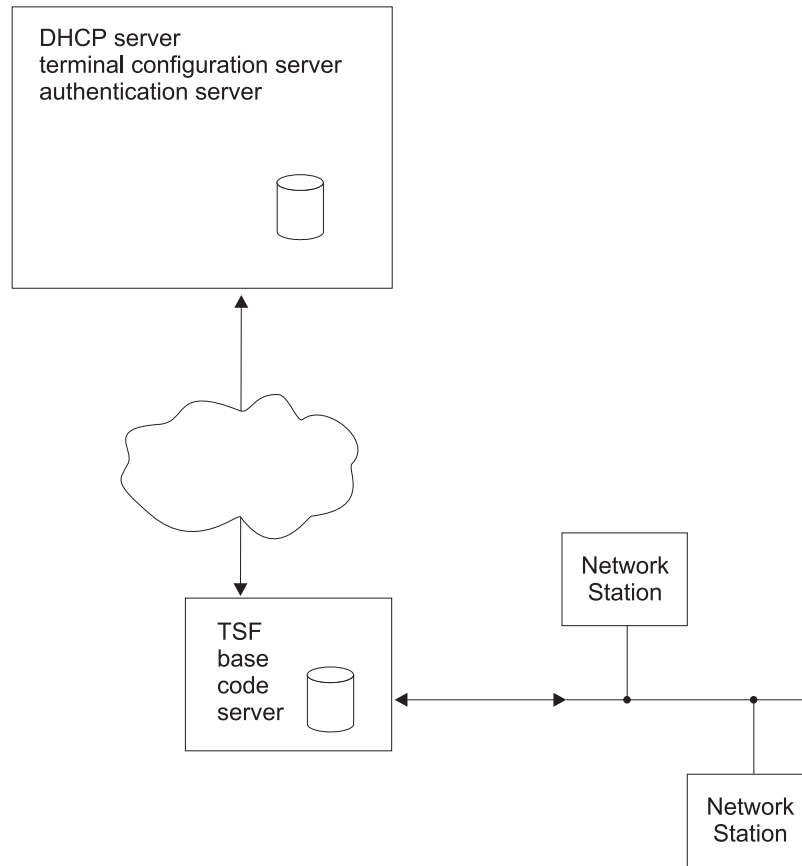 DHCP server
terminal configuration server
authentication server
Network
Station
TSF
base
code
server
Network
Station